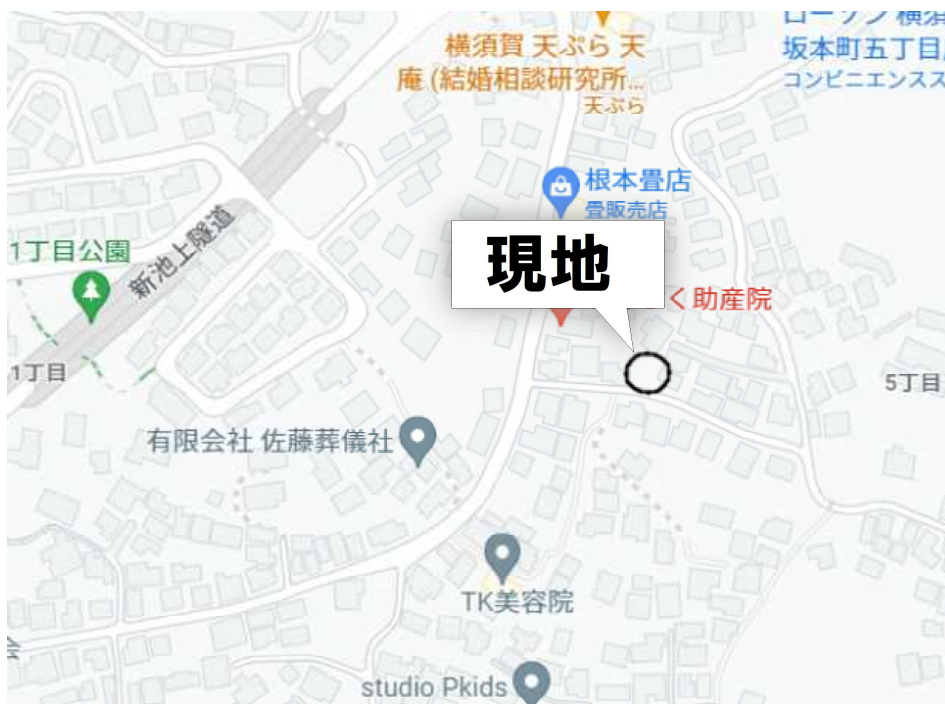 ローソン 横須
坂本町五丁目
コンビニエンスス
横須賀 天ぷら 天
庵 (結婚相談研究所...
天ぷら
根本畳店
畳販売店
1丁目公園
新池上隧道
現地
く助産院
1丁目
5丁目
有限会社 佐藤葬儀社
TK美容院
studio Pkids